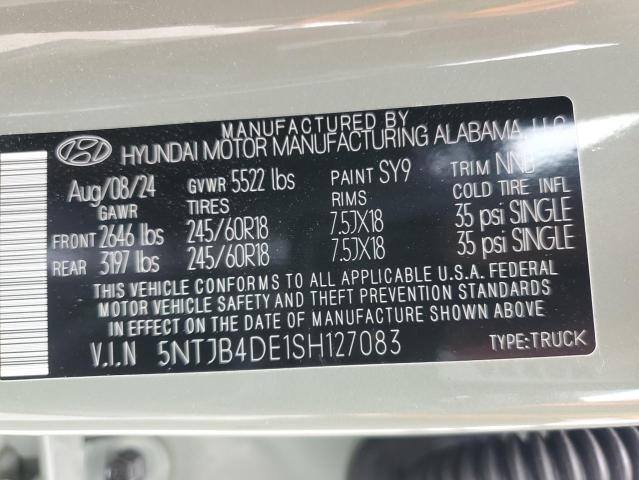 MANUFACTURED BY
HYUNDAI MOTOR MANUFACTURING ALABAMA, LLC
Aug/08/24 GVWR 5522 lbs PAINT SY9 TRIM NNB
GAWR TIRES RIMS COLD TIRE INFL
FRONT 2646 lbs 245/60R18 7.5JX18 35 psi SINGLE
REAR 3197 lbs 245/60R18 7.5JX18 35 psi SINGLE
THIS VEHICLE CONFORMS TO ALL APPLICABLE U.S.A. FEDERAL
MOTOR VEHICLE SAFETY AND THEFT PREVENTION STANDARDS
IN EFFECT ON THE DATE OF MANUFACTURE SHOWN ABOVE.
V.I.N 5NTJB4DE1SH127083 TYPE:TRUCK